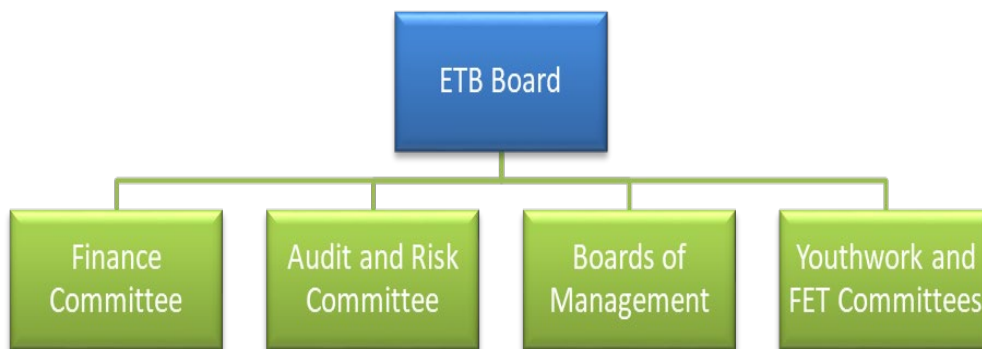 ETB Board
Finance
Committee
Audit and Risk
Committee
Boards of
Management
Youthwork and
FET Committees